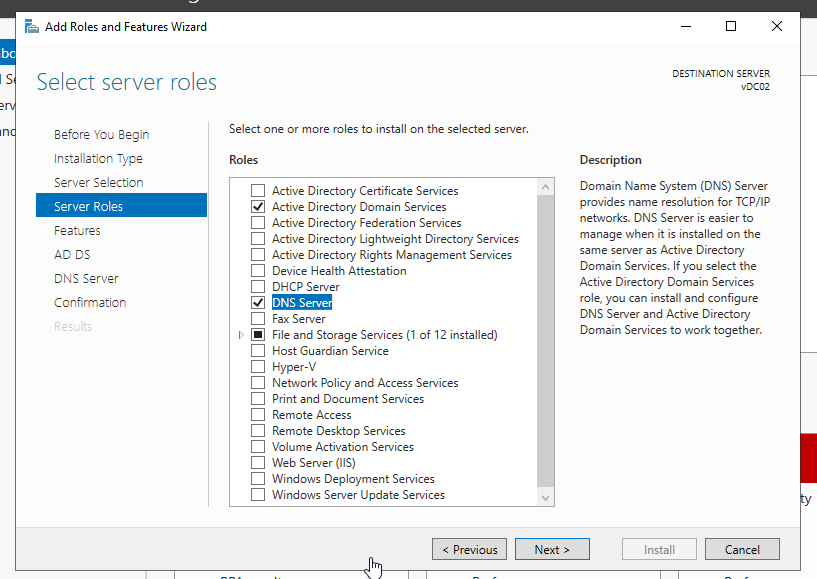 Add Roles and Features Wizard
Select server roles
DESTINATION SERVER
vDC02
Before You Begin
Installation Type
Server Selection
Server Roles
Features
AD DS
DNS Server
Confirmation
Results
Select one or more roles to install on the selected server.
Roles
Active Directory Certificate Services
Active Directory Domain Services
Active Directory Federation Services
Active Directory Lightweight Directory Services
Active Directory Rights Management Services
Device Health Attestation
DHCP Server
DNS Server
Fax Server
File and Storage Services (1 of 12 installed)
Host Guardian Service
Hyper-V
Network Policy and Access Services
Print and Document Services
Remote Access
Remote Desktop Services
Volume Activation Services
Web Server (IIS)
Windows Deployment Services
Windows Server Update Services
Description
Domain Name System (DNS) Server
provides name resolution for TCP/IP
networks. DNS Server is easier to
manage when it is installed on the
same server as Active Directory
Domain Services. If you select the
Active Directory Domain Services
role, you can install and configure
DNS Server and Active Directory
Domain Services to work together.
< Previous
Next >
Install
Cancel